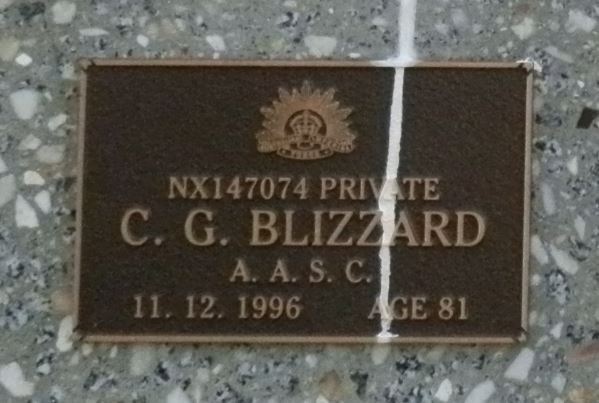 NX147074 PRIVATE
C. G. BLIZZARD
A. A. S. C.
11. 12. 1996 AGE 81